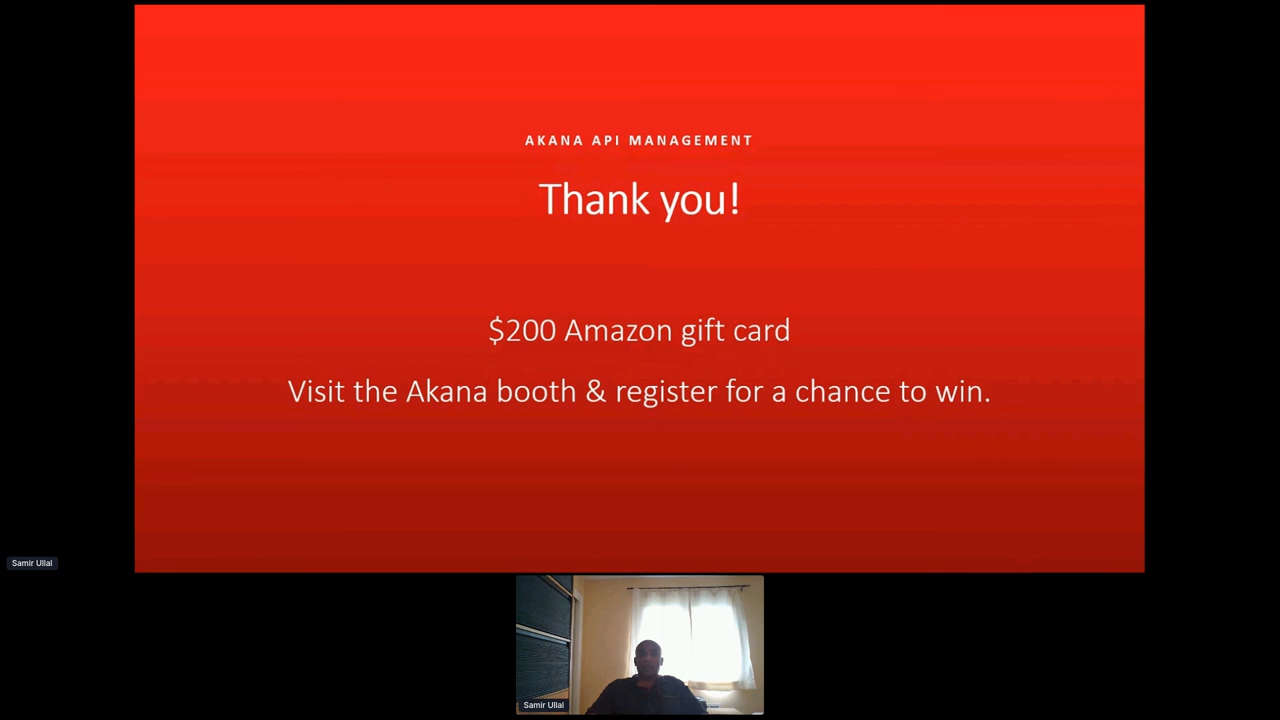 AKANA API MANAGEMENT
Thank you!
$200 Amazon gift card
Visit the Akana booth & register for a chance to win.
Samir Ullal
Samir Ullal